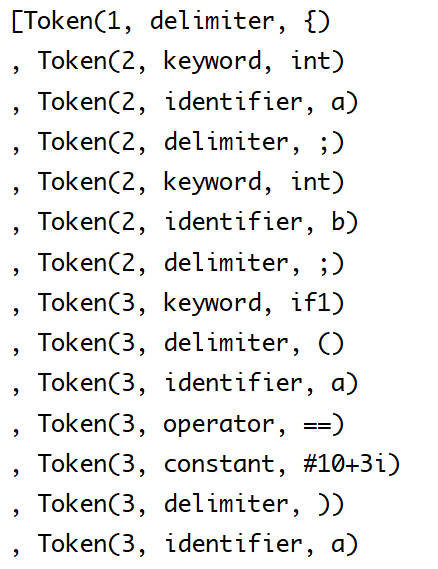 [Token(1, delimiter, {)
, Token(2, keyword, int)
, Token(2, identifier, a)
, Token(2, delimiter, ;)
, Token(2, keyword, int)
, Token(2, identifier, b)
, Token(2, delimiter, ;)
, Token(3, keyword, if1)
, Token(3, delimiter, ()
, Token(3, identifier, a)
, Token(3, operator, ==)
, Token(3, constant, #10+3i)
, Token(3, delimiter, ))
, Token(3, identifier, a)